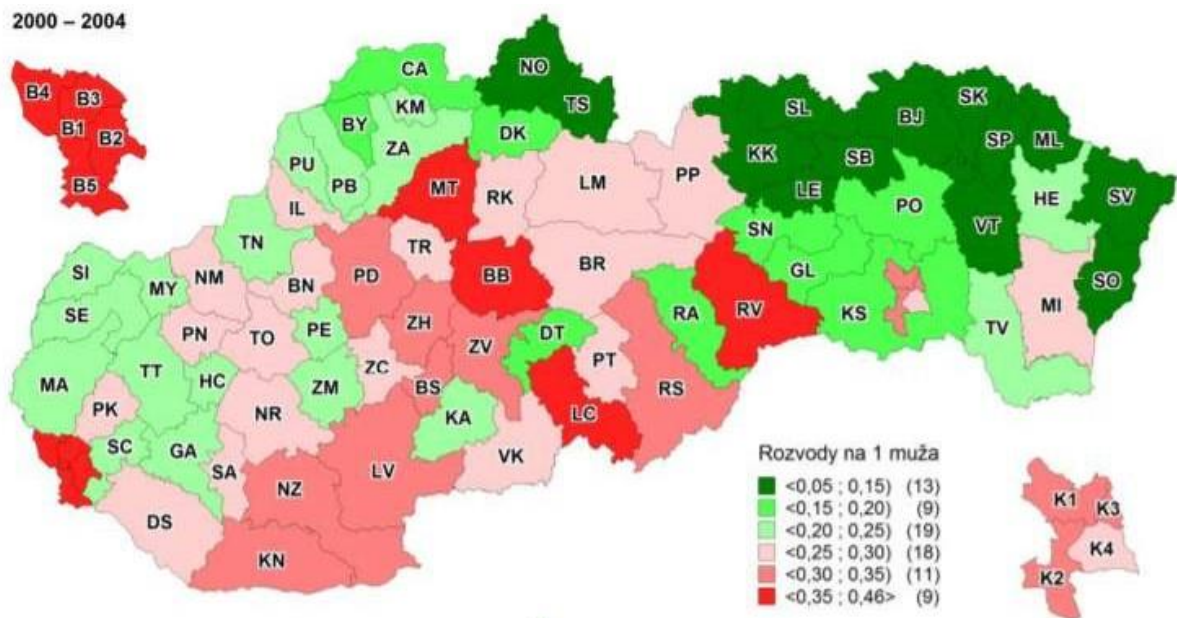 2000 – 2004
B4
B3
B1
B2
B5
CA
NO
TS
KM
BY
DK
ZA
PU
PB
MT
RK
LM
PP
SL
BJ
SK
SP
ML
KK
SB
LE
HE
SV
PO
VT
SN
IL
TN
TR
SI
NM
BN
PD
BB
BR
GL
SO
MY
SE
PN
TO
PE
ZH
ZV
DT
RA
RV
KS
MI
TV
MA
TT
HC
ZM
ZC
BS
PT
RS
PK
NR
KA
LC
SC
GA
SA
LV
VK
NZ
DS
KN
Rozvody na 1 muža
<0,05 ; 0,15) (13)
<0,15 ; 0,20) (9)
<0,20 ; 0,25) (19)
<0,25 ; 0,30) (18)
<0,30 ; 0,35) (11)
<0,35 ; 0,46> (9)
K1
K3
K4
K2